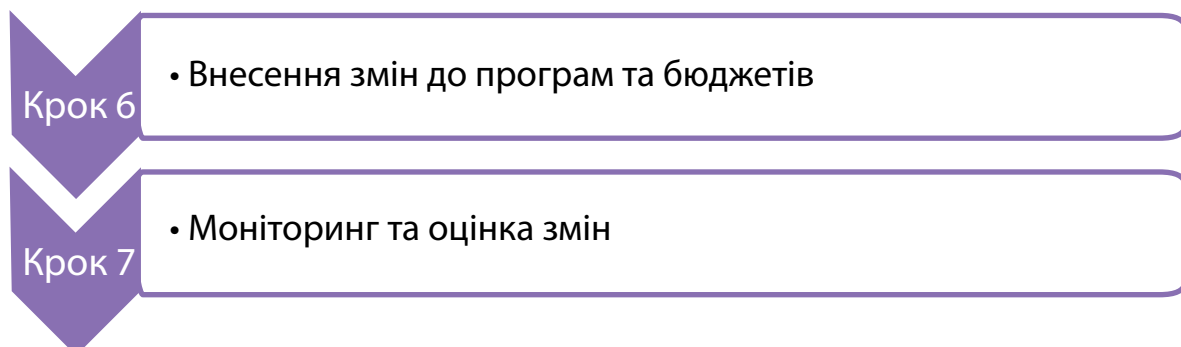 Крок 6
• Внесення змін до програм та бюджетів
Крок 7
• Моніторинг та оцінка змін